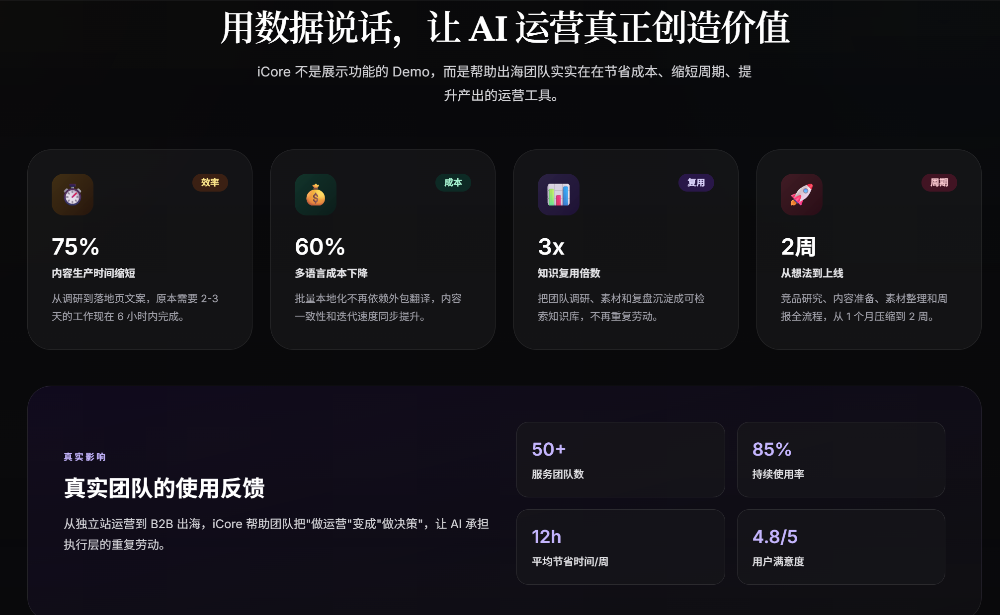 用数据说话，让 AI 运营真正创造价值
iCore 不是展示功能的 Demo，而是帮助出海团队实实在在节省成本、缩短周期、提
升产出的运营工具。
效率
75%
内容生产时间缩短
从调研到落地页文案，原本需要 2-3
天的工作现在 6 小时内完成。
成本
60%
多语言成本下降
批量本地化不再依赖外包翻译，内容
一致性和迭代速度同步提升。
复用
3x
知识复用倍数
把团队调研、素材和复盘沉淀成可检
索知识库，不再重复劳动。
周期
2周
从想法到上线
竞品研究、内容准备、素材整理和周
报全流程，从 1 个月压缩到 2 周。
真实影响
真实团队的使用反馈
从独立站运营到 B2B 出海，iCore 帮助团队把"做运营"变成"做决策"，让 AI 承担
执行层的重复劳动。
50+
服务团队数
85%
持续使用率
12h
平均节省时间/周
4.8/5
用户满意度